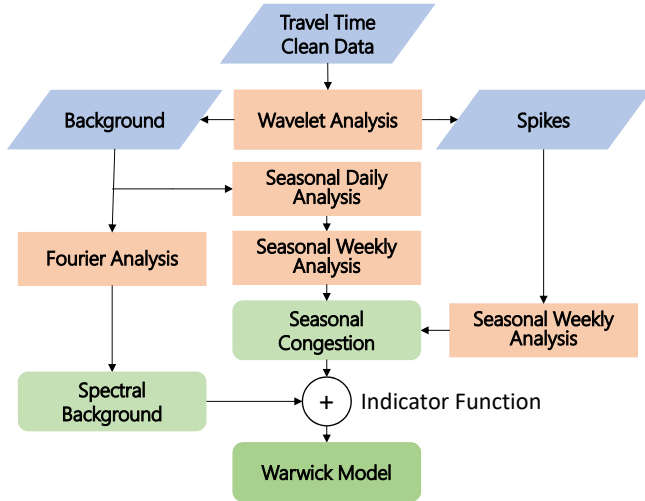 Travel Time
Clean Data
Background
Wavelet Analysis
Spikes
Seasonal Daily
Analysis
Fourier Analysis
Seasonal Weekly
Analysis
Seasonal
Congestion
Seasonal Weekly
Analysis
Spectral
Background
+
Indicator Function
Warwick Model